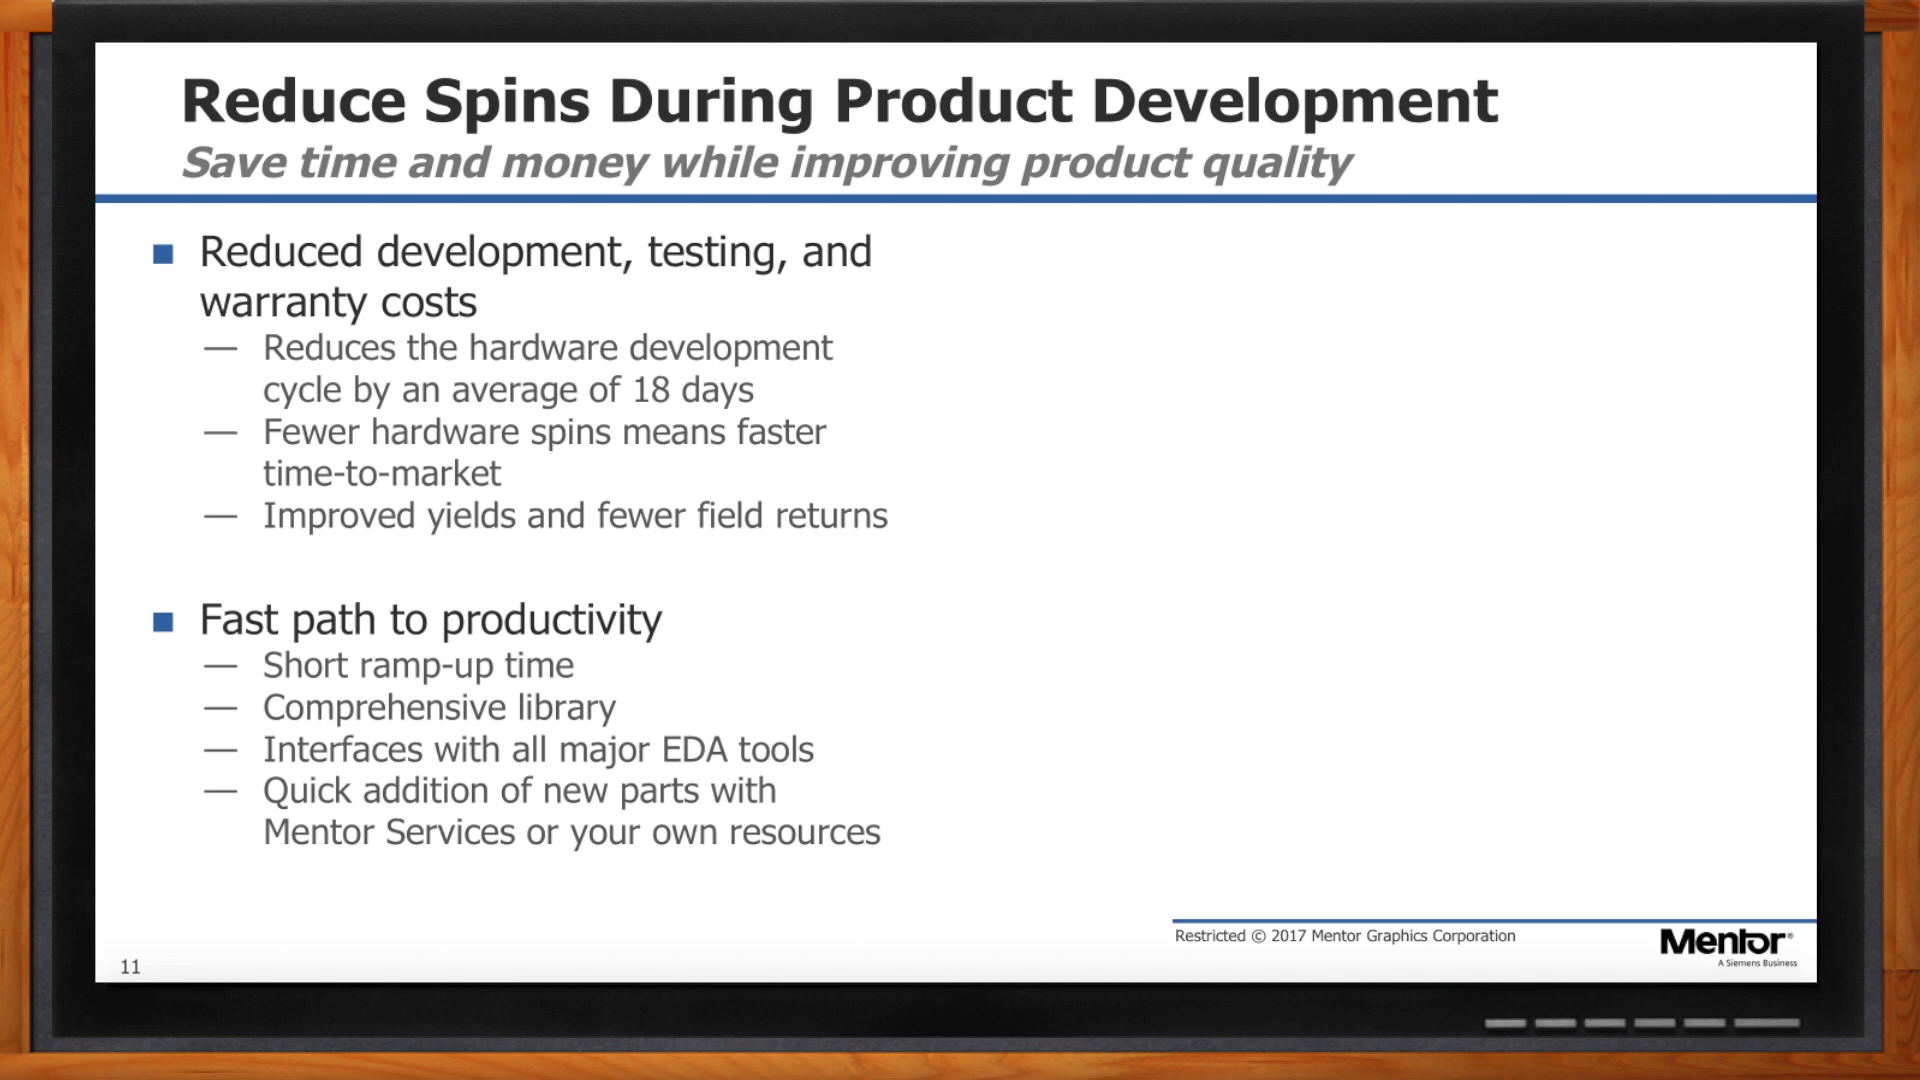 Reduce Spins During Product Development
Save time and money while improving product quality
■ Reduced development, testing, and
warranty costs
— Reduces the hardware development
cycle by an average of 18 days
— Fewer hardware spins means faster
time-to-market
— Improved yields and fewer field returns
■ Fast path to productivity
— Short ramp-up time
— Comprehensive library
— Interfaces with all major EDA tools
— Quick addition of new parts with
Mentor Services or your own resources
Restricted © 2017 Mentor Graphics Corporation
Mentor®
A Siemens Business
11